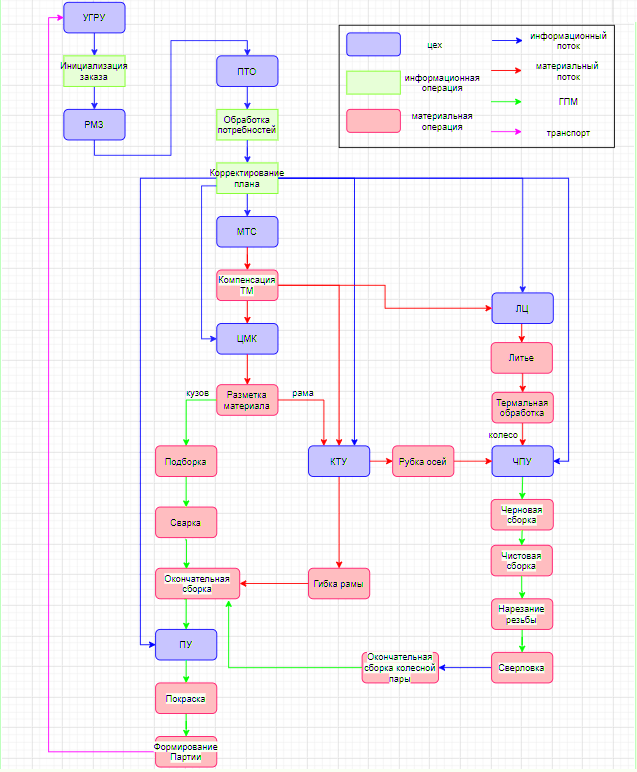 УГРУ
Инициализация
заказа
РМЗ
ПТО
Обработка
потребностей
Корректирование
плана
цех
информационная
операция
материальная
операция
информационный
поток
материальный
поток
ГПМ
транспорт
МТС
Компенсация
ТМ
ЦМК
ЛЦ
Литье
Термальная
обработка
колесо
кузов
Разметка
материала
рама
Подборка
КТУ
Рубка осей
ЧПУ
Черновая
сборка
Сварка
Чистовая
сборка
Окончательная
сборка
Гибка рамы
Нарезание
резьбы
ПУ
Окончательная
сборка колесной
пары
Сверловка
Покраска
Формирование
Партии